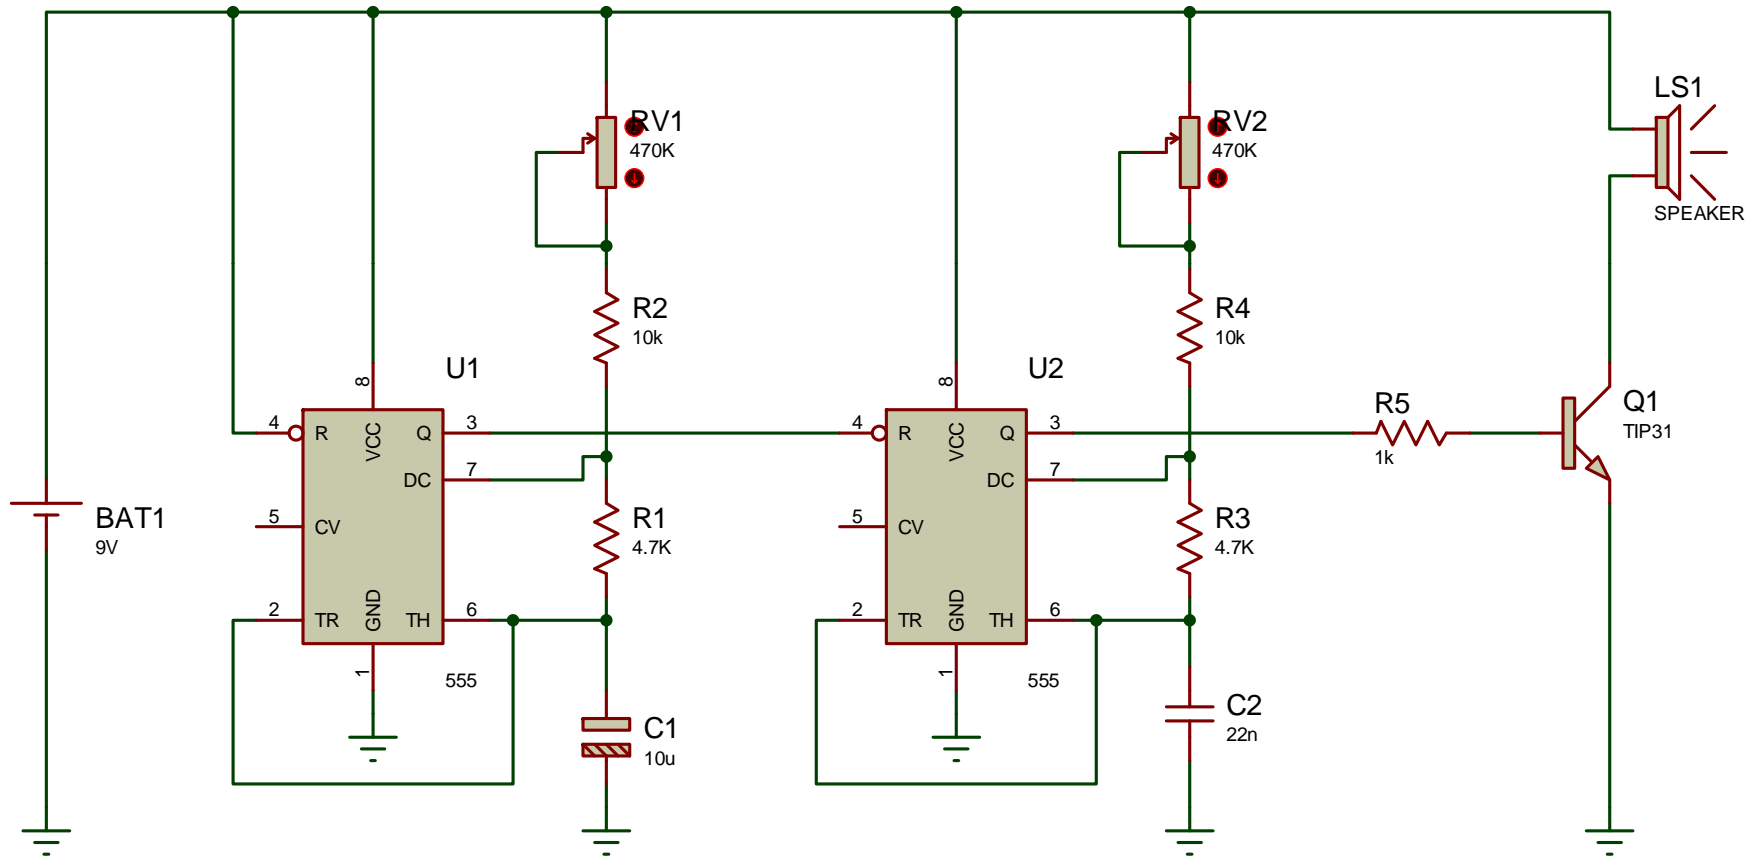 LS1
SPEAKER
RV1
470K
RV2
470K
R2
10k
R4
10k
U1
U2
8
8
4
R
VCC
Q
3
4
R
VCC
Q
3
R5
1k
Q1
TIP31
DC
7
DC
7
BAT1
9V
5
CV
R1
4.7K
5
CV
R3
4.7K
2
TR
GND
TH
6
2
TR
GND
TH
6
1
555
1
555
C1
10u
C2
22n